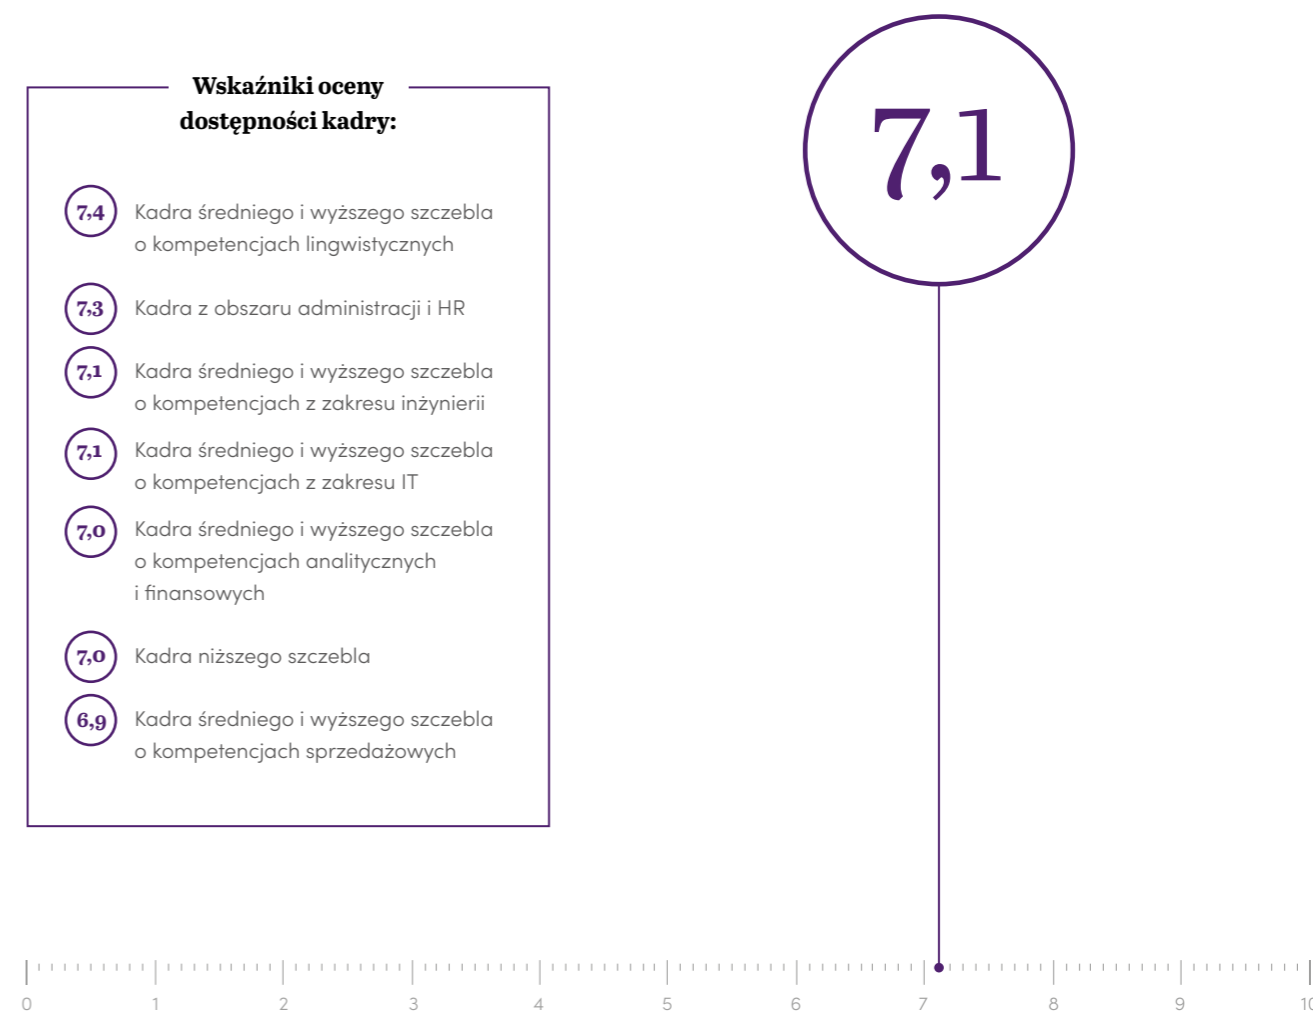 Wskaźniki oceny
dostępności kadry:
7,4 Kadra średniego i wyższego szczebla
o kompetencjach lingwistycznych
7,3 Kadra z obszaru administracji i HR
7,1 Kadra średniego i wyższego szczebla
o kompetencjach z zakresu inżynierii
7,1 Kadra średniego i wyższego szczebla
o kompetencjach z zakresu IT
7,0 Kadra średniego i wyższego szczebla
o kompetencjach analitycznych
i finansowych
7,0 Kadra niższego szczebla
6,9 Kadra średniego i wyższego szczebla
o kompetencjach sprzedażowych
7,1
0 1 2 3 4 5 6 7 8 9 10